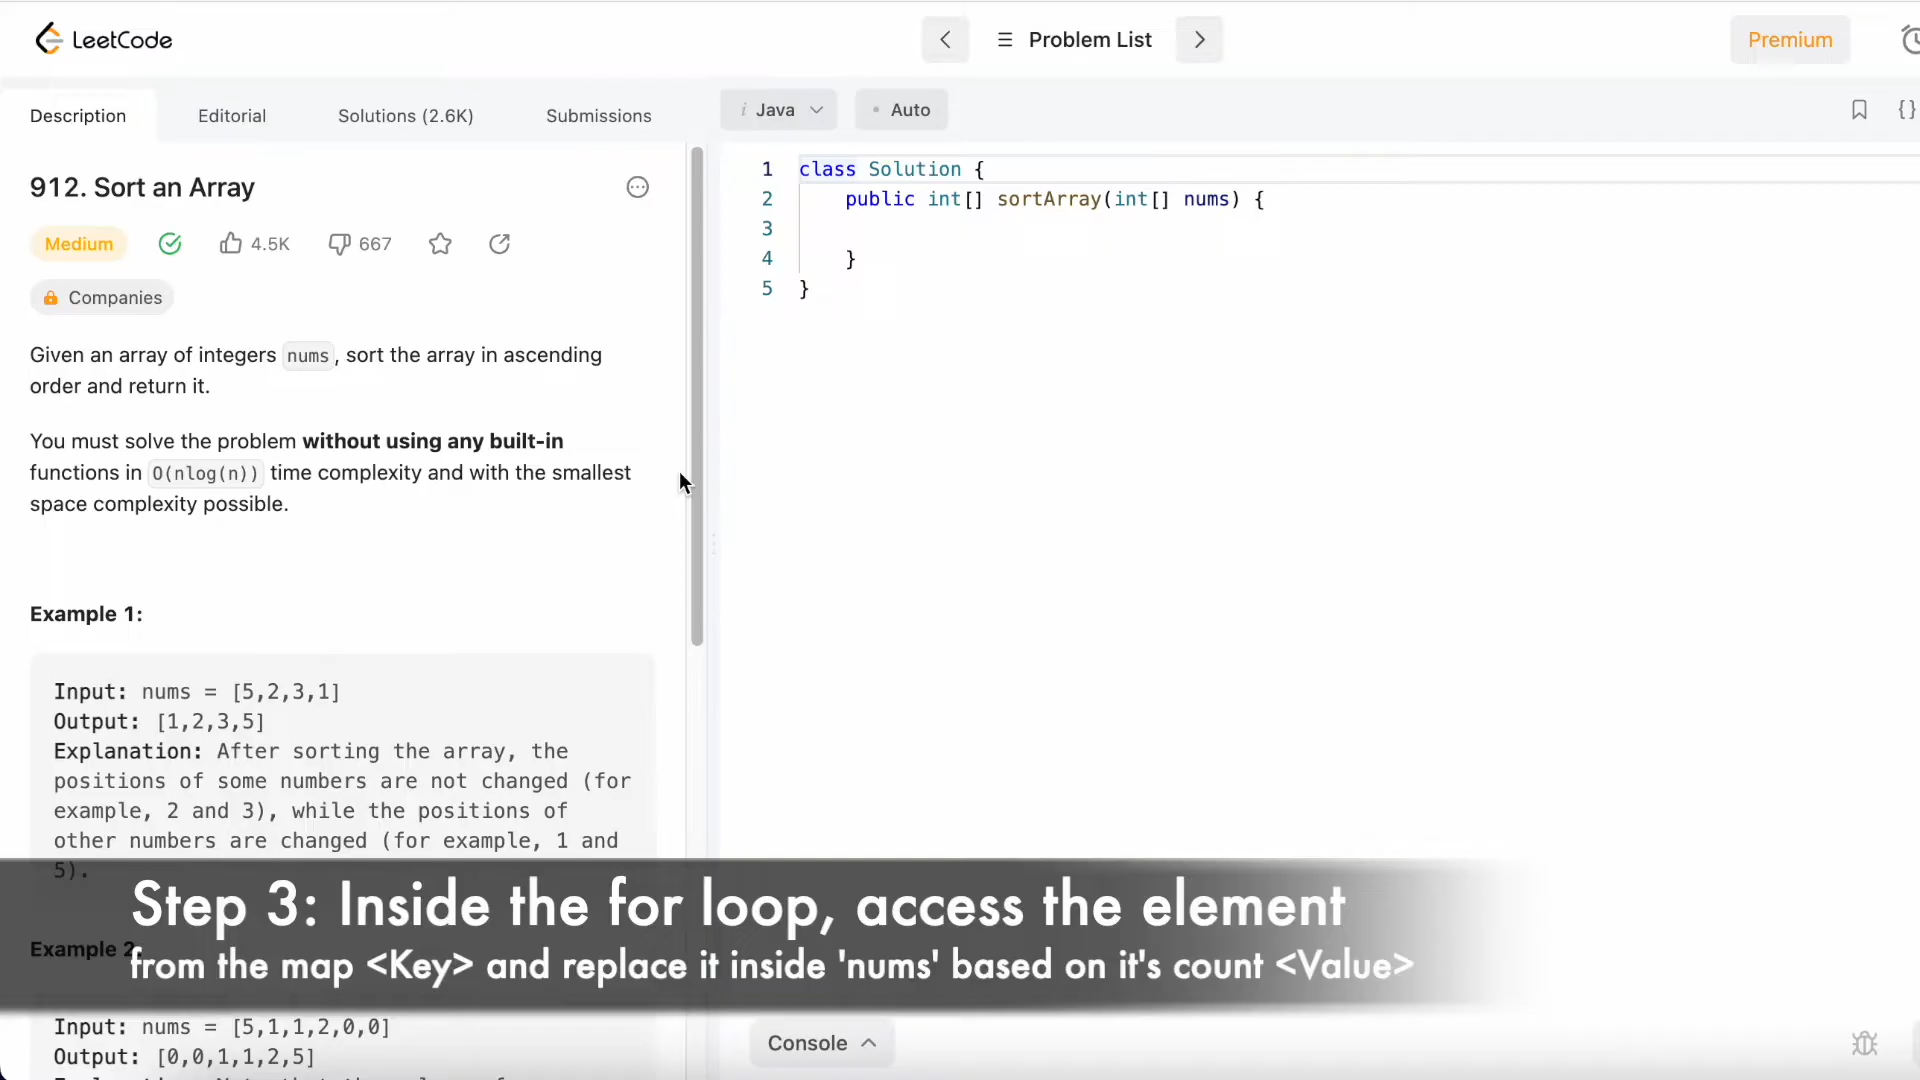 LeetCode
Problem List
Premium
Description
Editorial
Solutions (2.6K)
Submissions
i Java
Auto
{}
912. Sort an Array
Medium
4.5K
667
Companies
Given an array of integers nums, sort the array in ascending
order and return it.
You must solve the problem without using any built-in
functions in O(nlog(n)) time complexity and with the smallest
space complexity possible.
Example 1:
Input: nums = [5,2,3,1]
Output: [1,2,3,5]
Explanation: After sorting the array, the
positions of some numbers are not changed (for
example, 2 and 3), while the positions of
other numbers are changed (for example, 1 and
5).
Example 2:
Input: nums = [5,1,1,2,0,0]
Output: [0,0,1,1,2,5]
1 class Solution {
2 public int[] sortArray(int[] nums) {
3
4 }
5 }
Step 3: Inside the for loop, access the element
from the map <Key> and replace it inside 'nums' based on it's count <Value>
Console